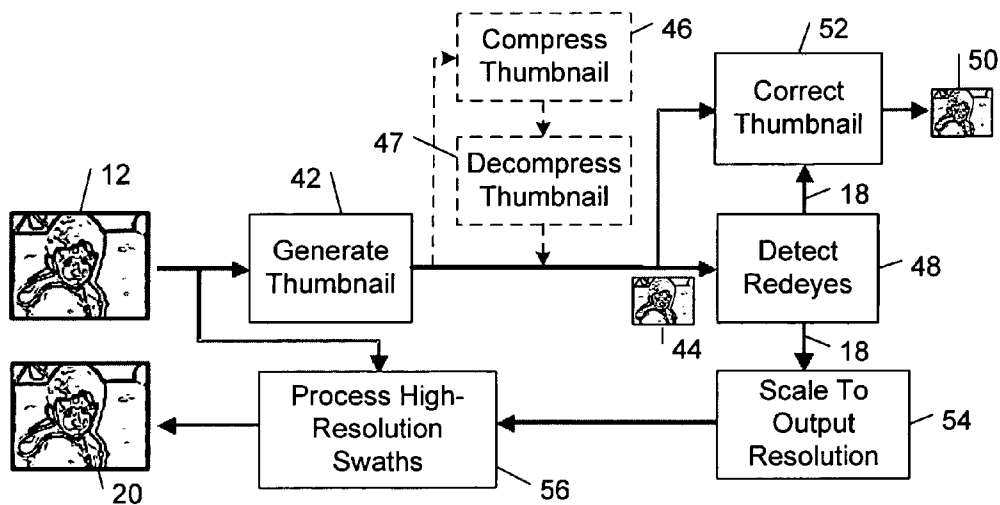 Compress
Thumbnail
46
52
50
Correct
Thumbnail
47
Decompress
Thumbnail
12
42
18
Generate
Thumbnail
Detect
Redeyes
48
44
18
Process High-
Resolution
Swaths
Scale To
Output
Resolution
54
20
56